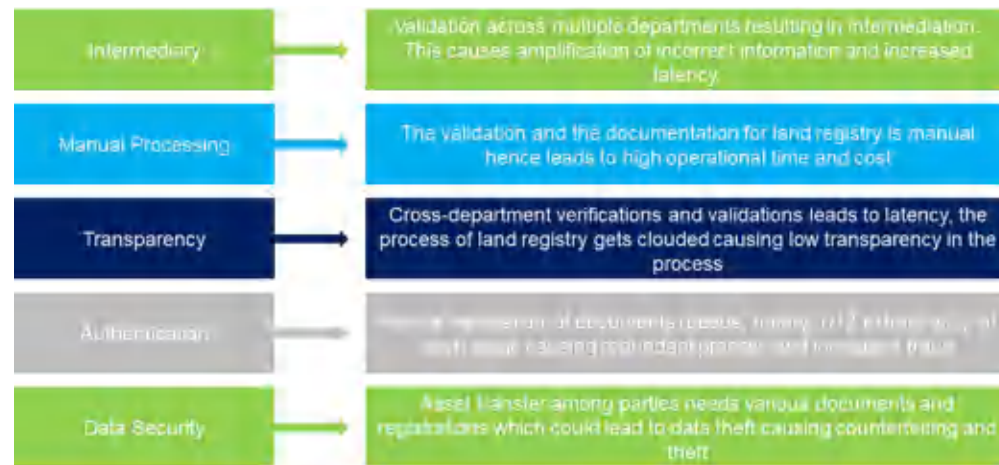 Intermediary
Validation across multiple departments resulting in intermediation.
This causes amplification of incorrect information and increased
latency
Manual Processing
The validation and the documentation for land registry is manual
hence leads to high operational time and cost
Transparency
Cross-department verifications and validations leads to latency, the
process of land registry gets clouded causing low transparency in the
process
Authentication
of documents
causing redundant
Data Security
Asset transfer among parties needs various documents and
registrations which could lead to data theft causing counterfeiting and
theft